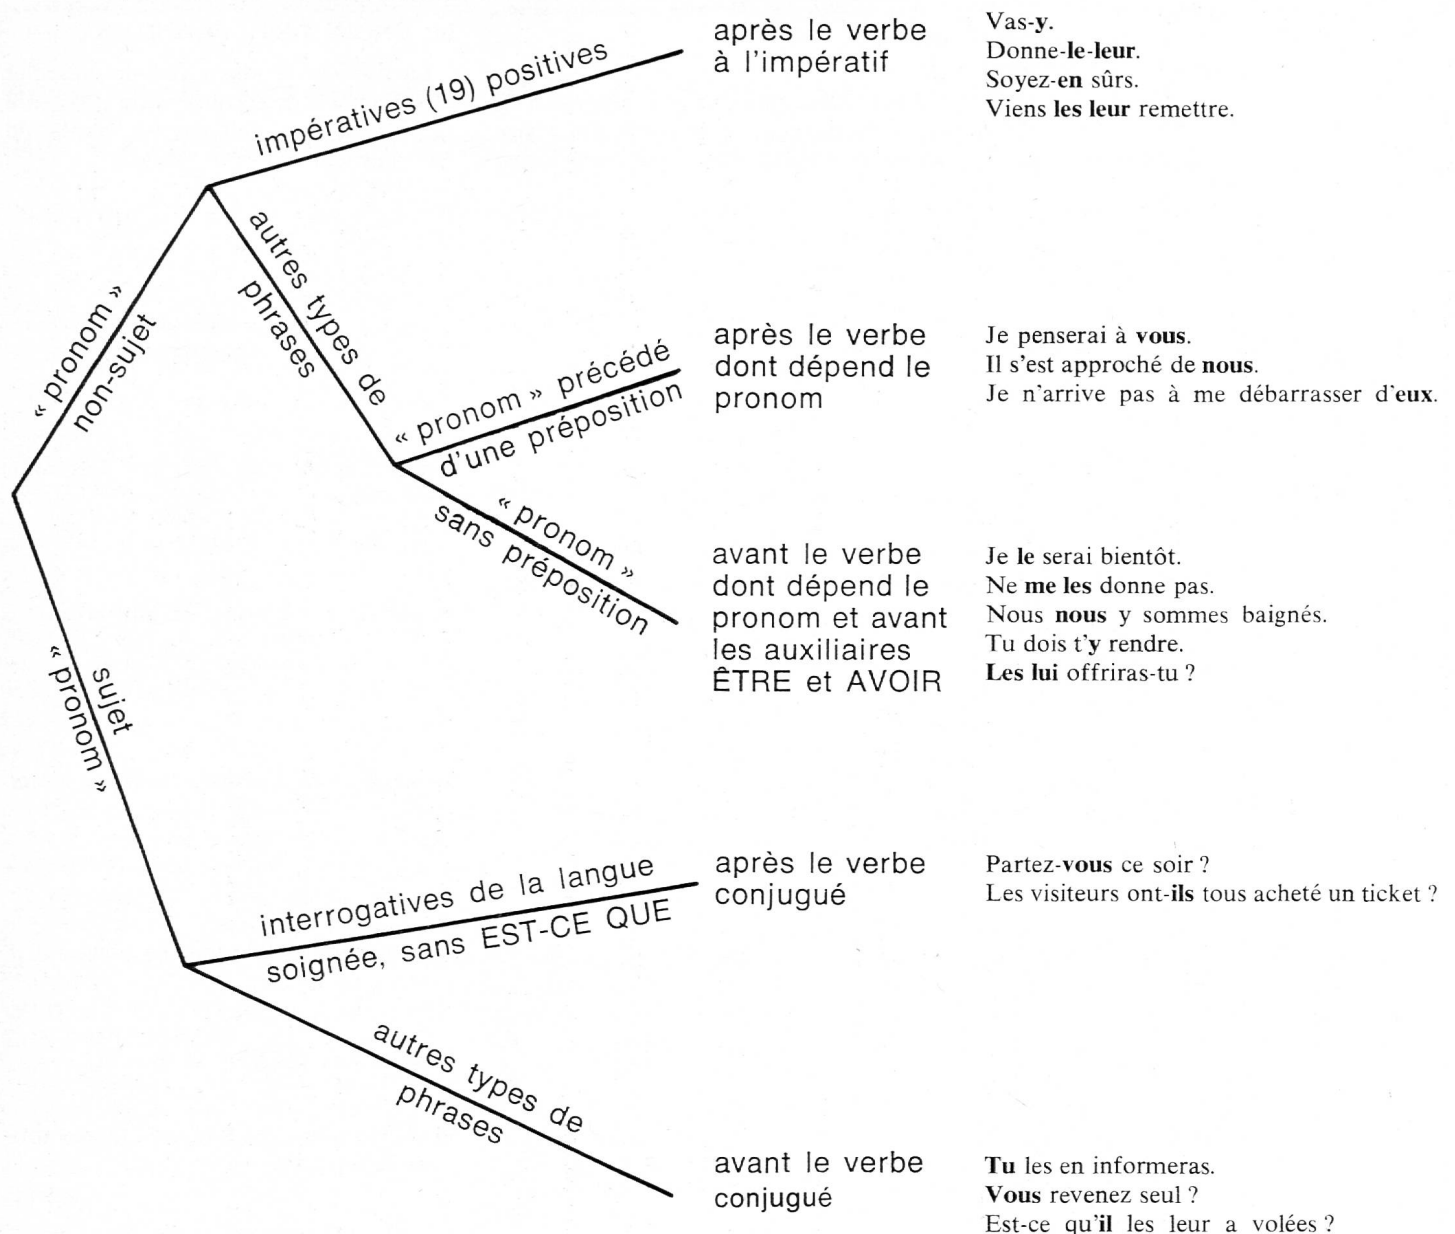 après le verbe
à l'impératif
Vas-y.
Donne-le-leur.
Soyez-en sûrs.
Viens les leur remettre.
impératives (19) positives
autres types de
phrases
« pronom »
non-sujet
après le verbe
dont dépend le
pronom
Je penserai à vous.
Il s'est approché de nous.
Je n'arrive pas à me débarrasser d'eux.
« pronom » précédé
d'une préposition
« pronom »
sans préposition
avant le verbe
dont dépend le
pronom et avant
les auxiliaires
ÊTRE et AVOIR
Je le serai bientôt.
Ne me les donne pas.
Nous nous y sommes baignés.
Tu dois t'y rendre.
Les lui offriras-tu ?
sujet
« pronom »
interrogatives de la langue
soignée, sans EST-CE QUE
après le verbe
conjugué
Partez-vous ce soir ?
Les visiteurs ont-ils tous acheté un ticket ?
autres types de
phrases
avant le verbe
conjugué
Tu les en informeras.
Vous revenez seul ?
Est-ce qu'il les leur a volées ?